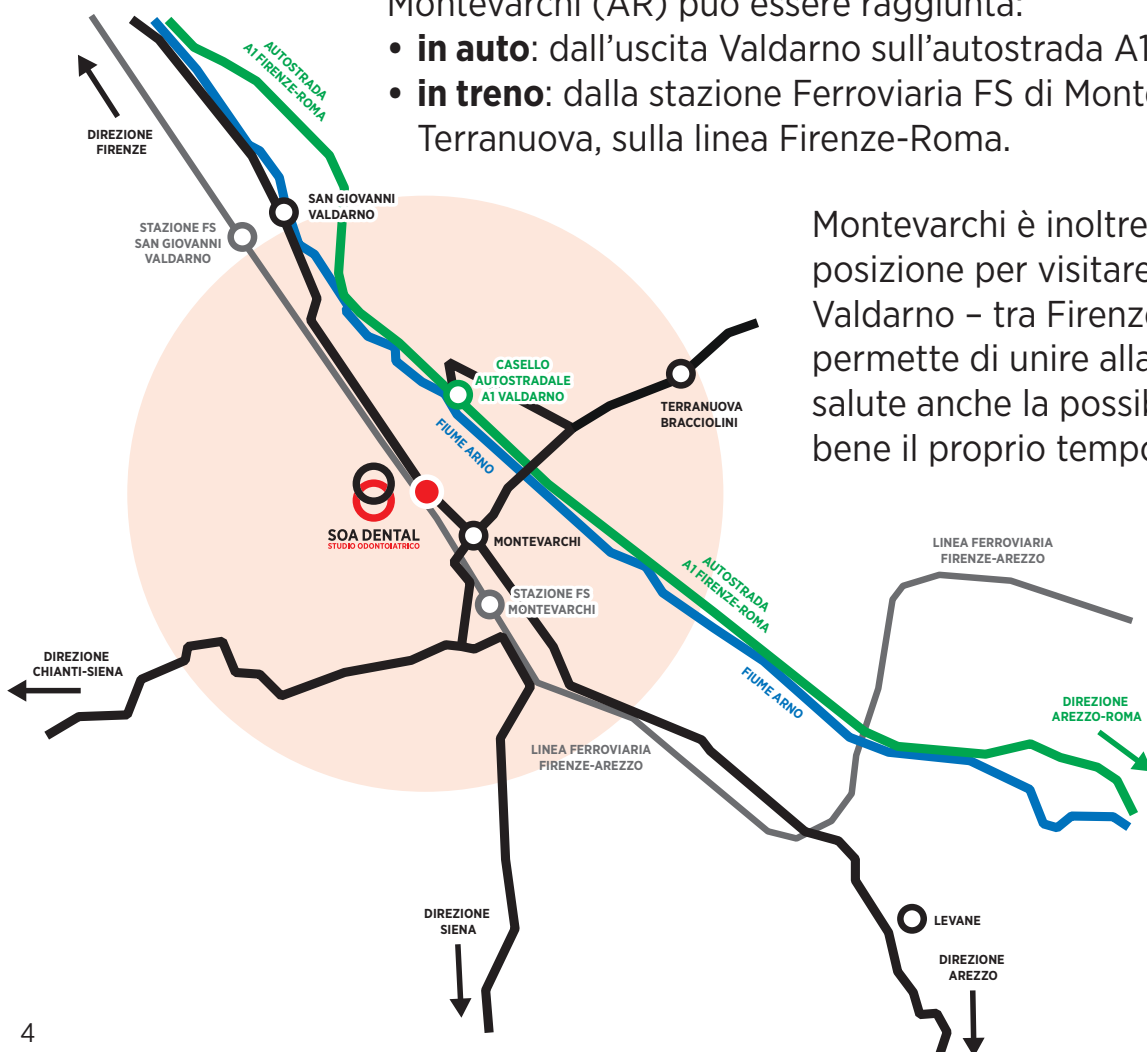 Montevarchi (AR) può essere raggiunta:
• in auto: dall'uscita Valdarno sull'autostrada A1
• in treno: dalla stazione Ferroviaria FS di
Terranuova, sulla linea Firenze-Roma.
Montevarchi è inoltre
posizione per visitare
Valdarno – tra
permette di unire alla
salute anche la
bene il proprio tempo
AUTOSTRADA
A1 FIRENZE-ROMA
DIREZIONE
FIRENZE
SAN GIOVANNI
VALDARNO
STAZIONE FS
SAN GIOVANNI
VALDARNO
CASELLO
AUTOSTRADALE
A1 VALDARNO
TERRANUOVA
BRACCIOLINI
FIUME ARNO
SOA DENTAL
STUDIO ODONTOIATRICO
MONTEVARCHI
LINEA FERROVIARIA
FIRENZE-AREZZO
AUTOSTRADA
A1 FIRENZE-ROMA
STAZIONE FS
MONTEVARCHI
DIREZIONE
CHIANTI-SIENA
FIUME ARNO
DIREZIONE
AREZZO-ROMA
LINEA FERROVIARIA
FIRENZE-AREZZO
DIREZIONE
SIENA
LEVANE
DIREZIONE
AREZZO
4